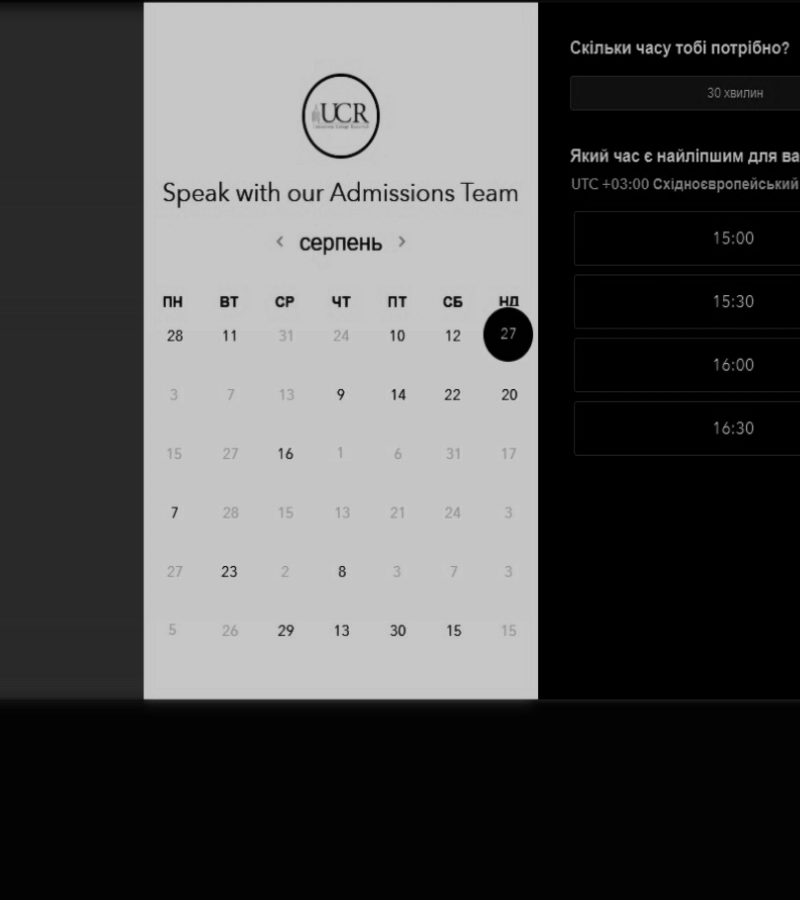 UCR
Speak with our Admissions Team
‹ серпень ›
ПН ВТ СР ЧТ ПТ СБ НД
28 11 31 24 10 12 27
3 7 13 9 14 22 20
15 27 16 1 6 31 17
7 28 15 13 21 24 3
27 23 2 8 3 7 3
5 26 29 13 30 15 15
Скільки часу тобі потрібно?
30 хвилин
Який час є найліпшим для ва
UTC +03:00 Східноєвропейський
15:00
15:30
16:00
16:30